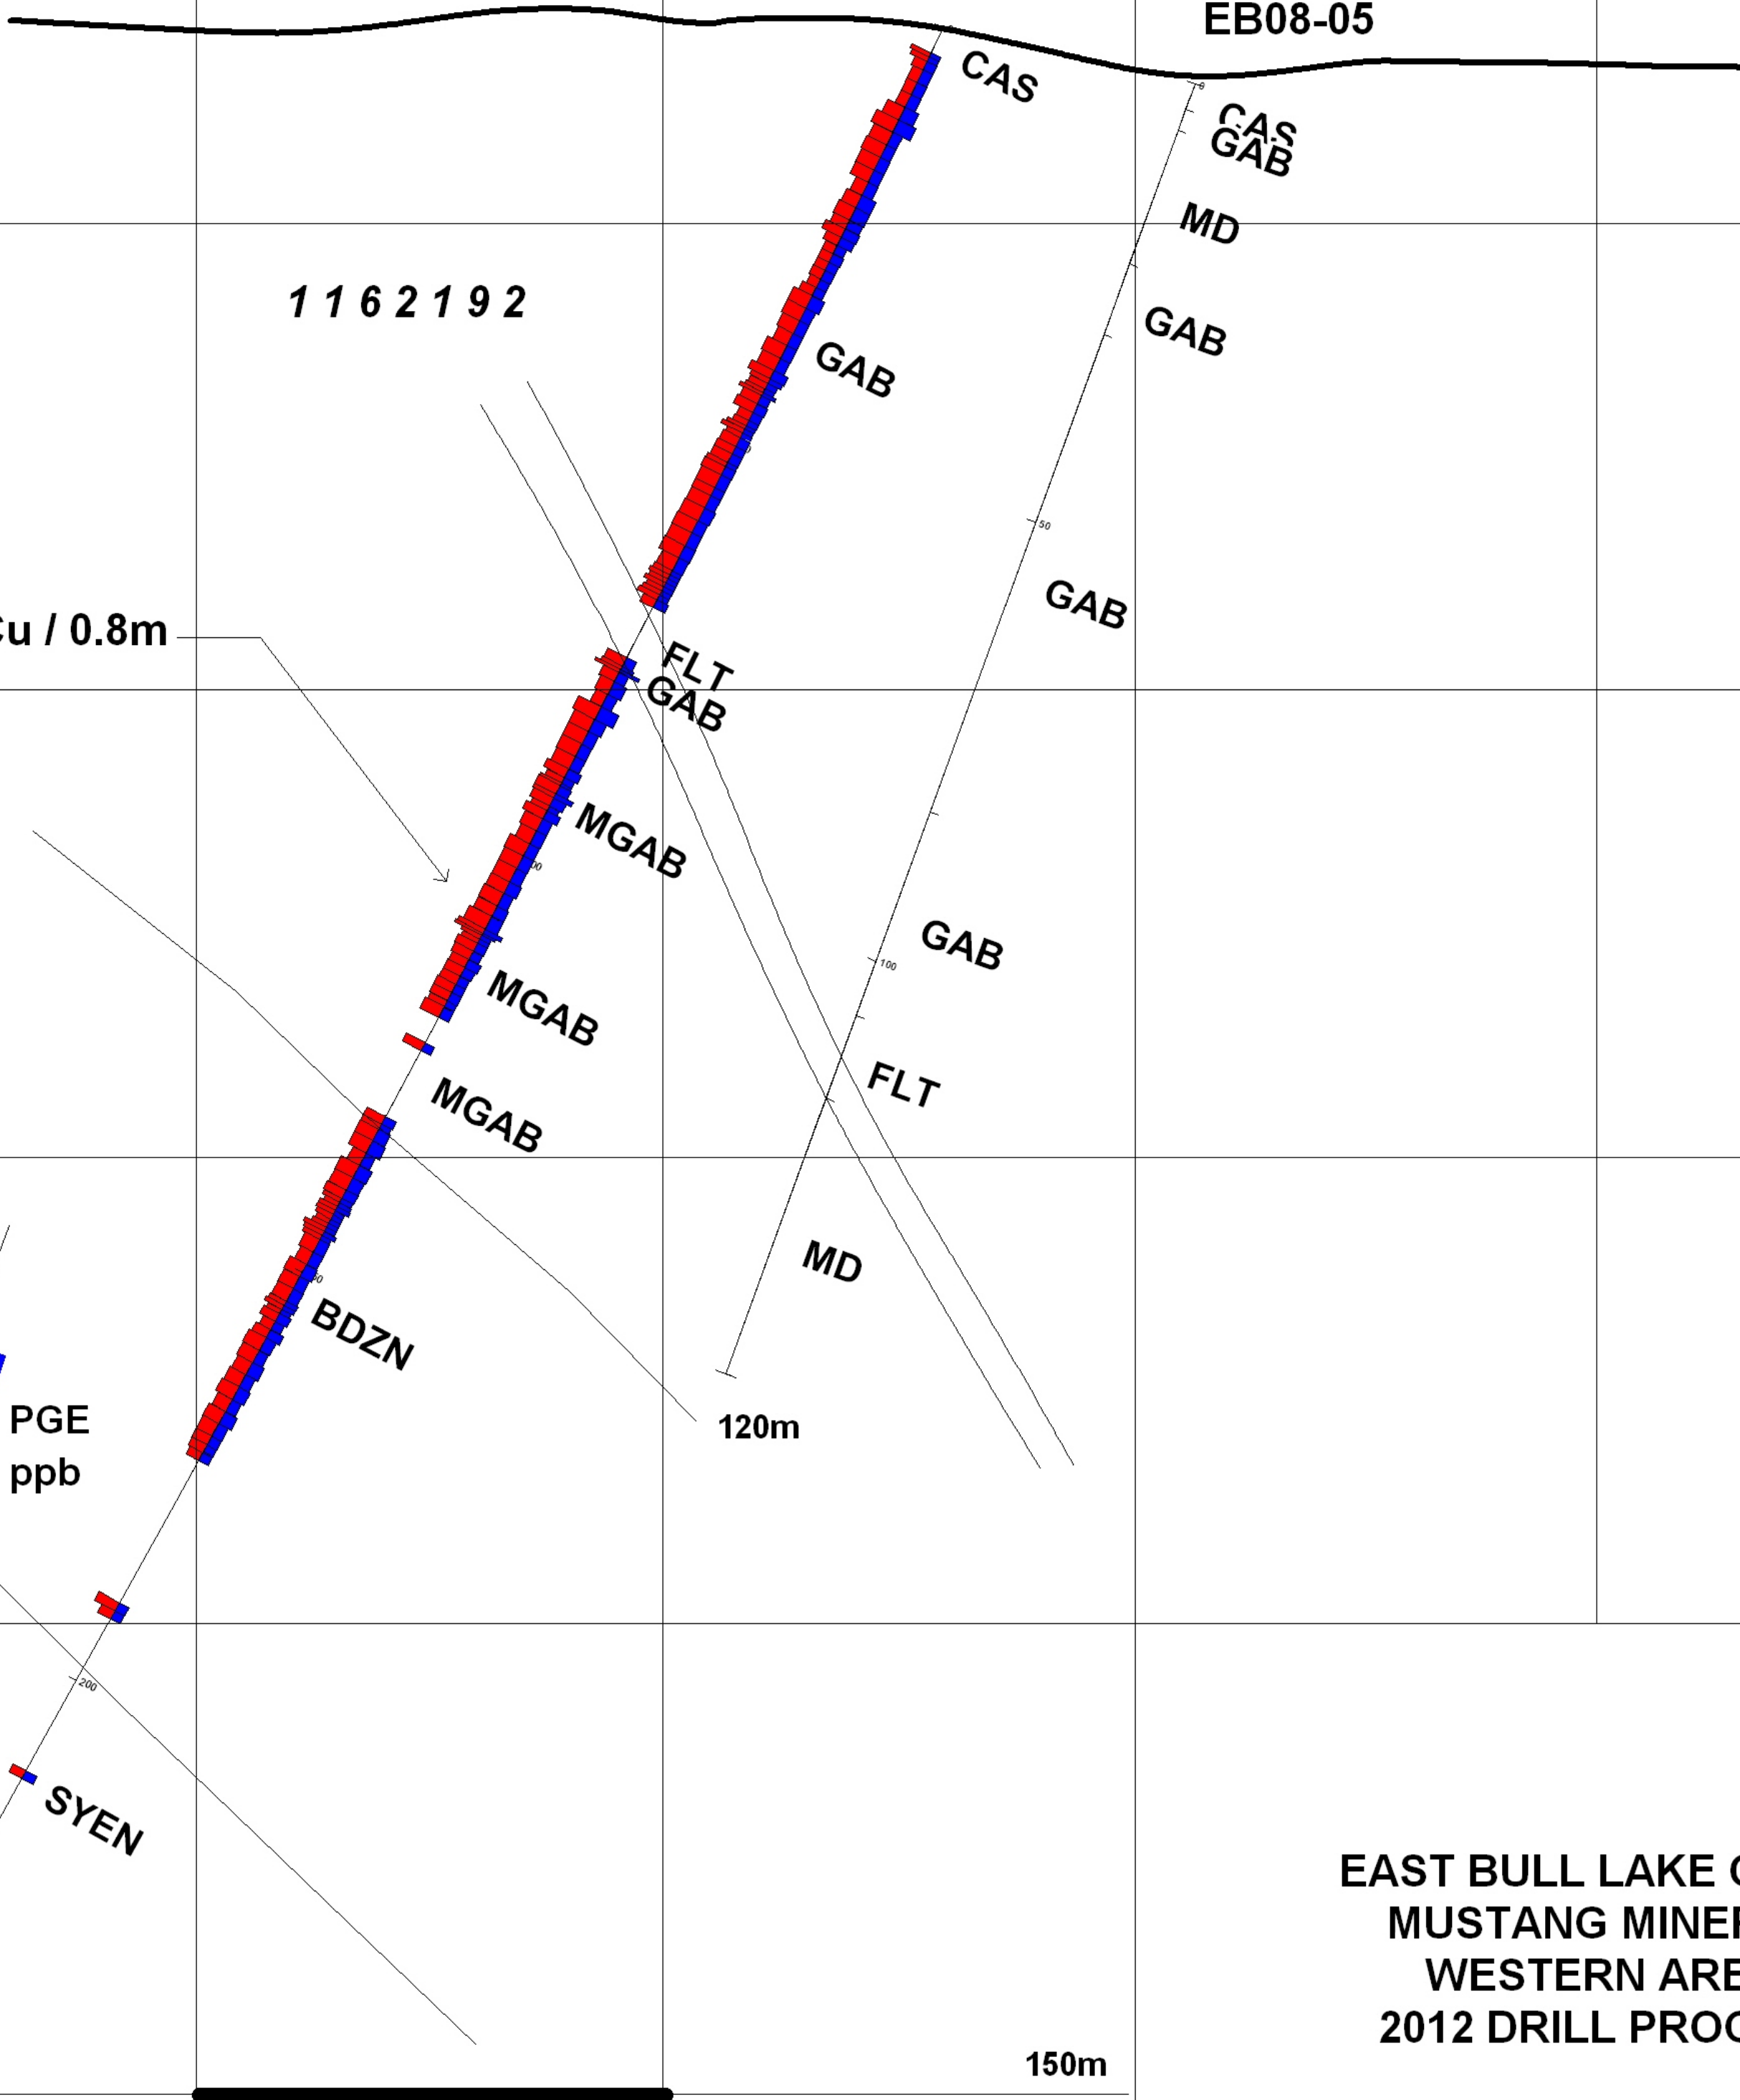 EB08-05
CAS
0
CAS
GAB
MD
1 1 6 2 1 9 2
GAB
GAB
50
GAB
Cu / 0.8m
FLT
GAB
MGAB
GAB
100
MGAB
FLT
MGAB
MD
BDZN
PGE
120m
ppb
200
SYEN
EAST BULL LAKE
MUSTANG MINER
WESTERN ARE
2012 DRILL PROG
150m